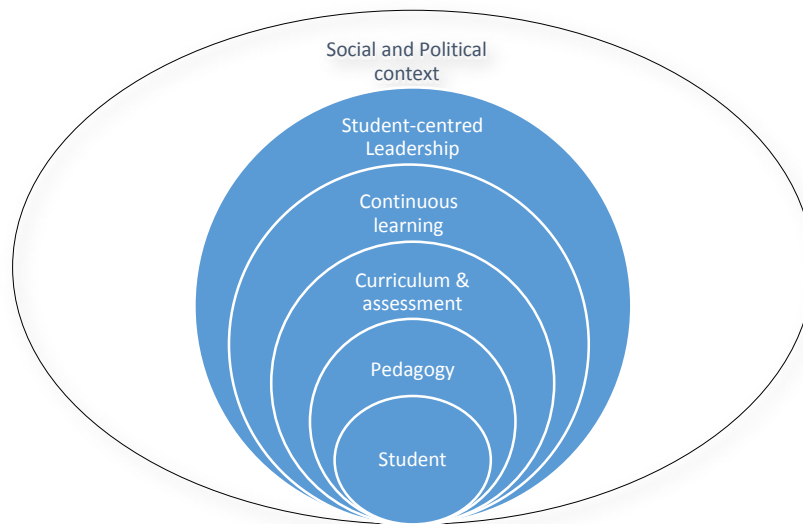 Social and Political
context
Student-centred
Leadership
Continuous
learning
Curriculum &
assessment
Pedagogy
Student